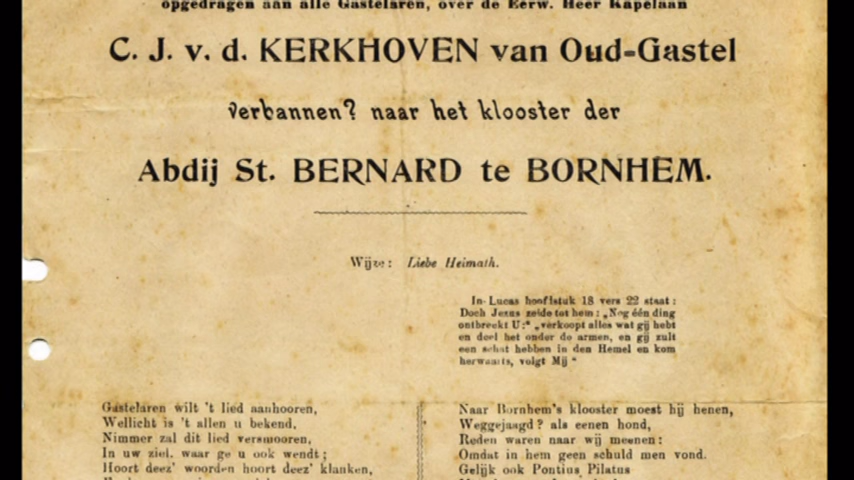 opgedragen aan alle Gastelaren, over de Eerw. Heer Kapelaan
C. J. v. d. KERKHOVEN van Oud-Gastel
verbannen? naar het klooster der
Abdij St. BERNARD te BORNHEM.
Wijze: Liebe Heimath.
In Lucas hoofdstuk 18 vers 22 staat:
Doch Jezus zeide tot hem: „Nog één ding
ontbreekt U:“ „verkoopt alles wat gij hebt
en deel het onder de armen, en gij zult
een schat hebben in den Hemel en kom
herwaarts, volgt Mij“
Gastelaren wilt 't lied aanhooren,
Wellicht is 't allen u bekend,
Nimmer zal dit lied versmooren,
In uw ziel. waar ge u ook wendt;
Hoort deez' woorden hoort deez' klanken,
Naar Bornhem's klooster moest hij henen,
Weggejaagd? als eenen hond,
Reden waren naar wij meenen:
Omdat in hem geen schuld men vond.
Gelijk ook Pontius Pilatus